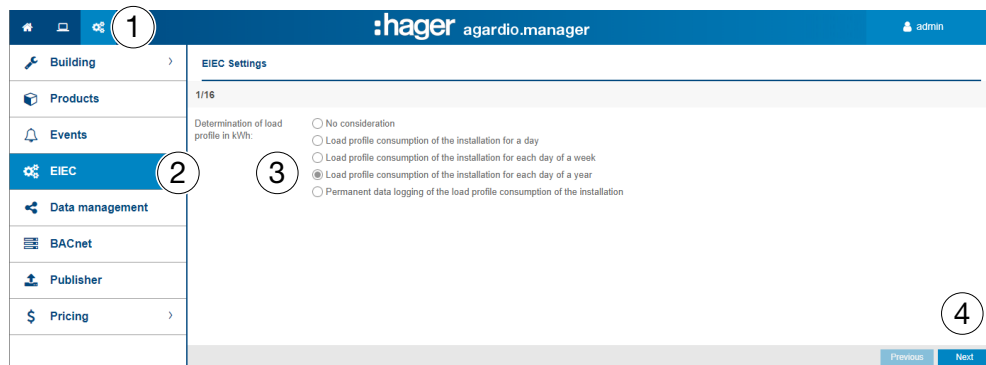 1
:hager agardio.manager
admin
Building
Products
Events
EIEC
2
Data management
BACnet
Publisher
Pricing
EIEC Settings
1/16
Determination of load
profile in kWh:
3
No consideration
Load profile consumption of the installation for a day
Load profile consumption of the installation for each day of a week
Load profile consumption of the installation for each day of a year
Permanent data logging of the load profile consumption of the installation
4
Previous
Next